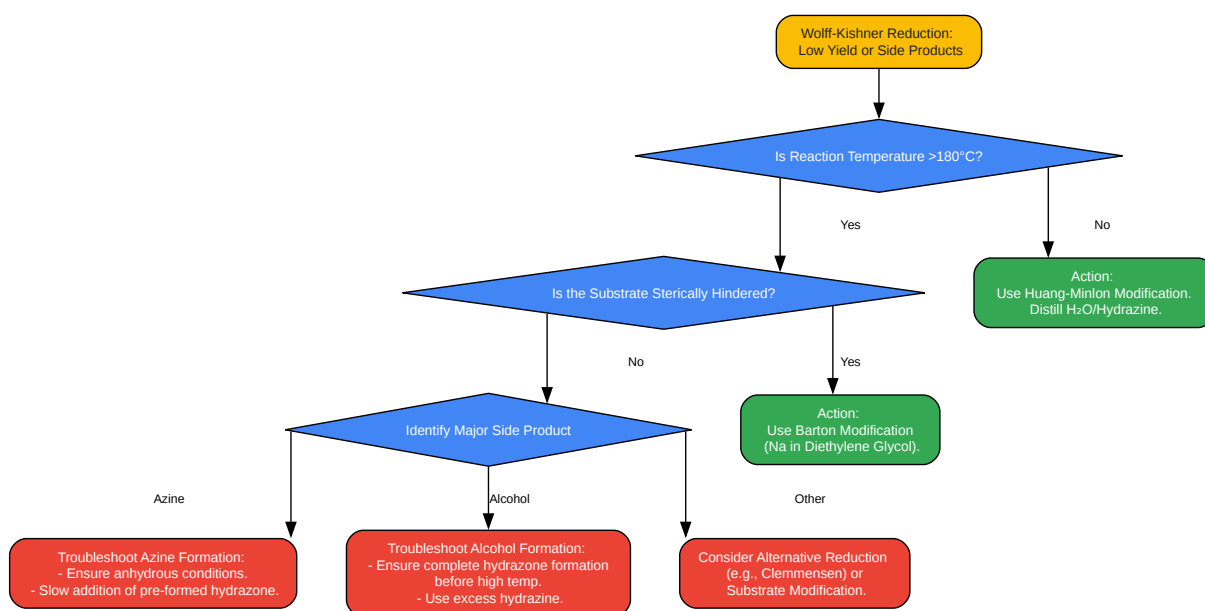 Wolff-Kishner Reduction:
Low Yield or Side Products
Is Reaction Temperature >180°C?
Yes
No
Is the Substrate Sterically Hindered?
Action:
Use Huang-Minlon Modification.
Distill H₂O/Hydrazine.
No
Yes
Identify Major Side Product
Action:
Use Barton Modification
(Na in Diethylene Glycol).
Azine
Alcohol
Other
Troubleshoot Azine Formation:
- Ensure anhydrous conditions.
- Slow addition of pre-formed hydrazone.
Troubleshoot Alcohol Formation:
- Ensure complete hydrazone formation
before high temp.
- Use excess hydrazine.
Consider Alternative Reduction
(e.g., Clemmensen) or
Substrate Modification.